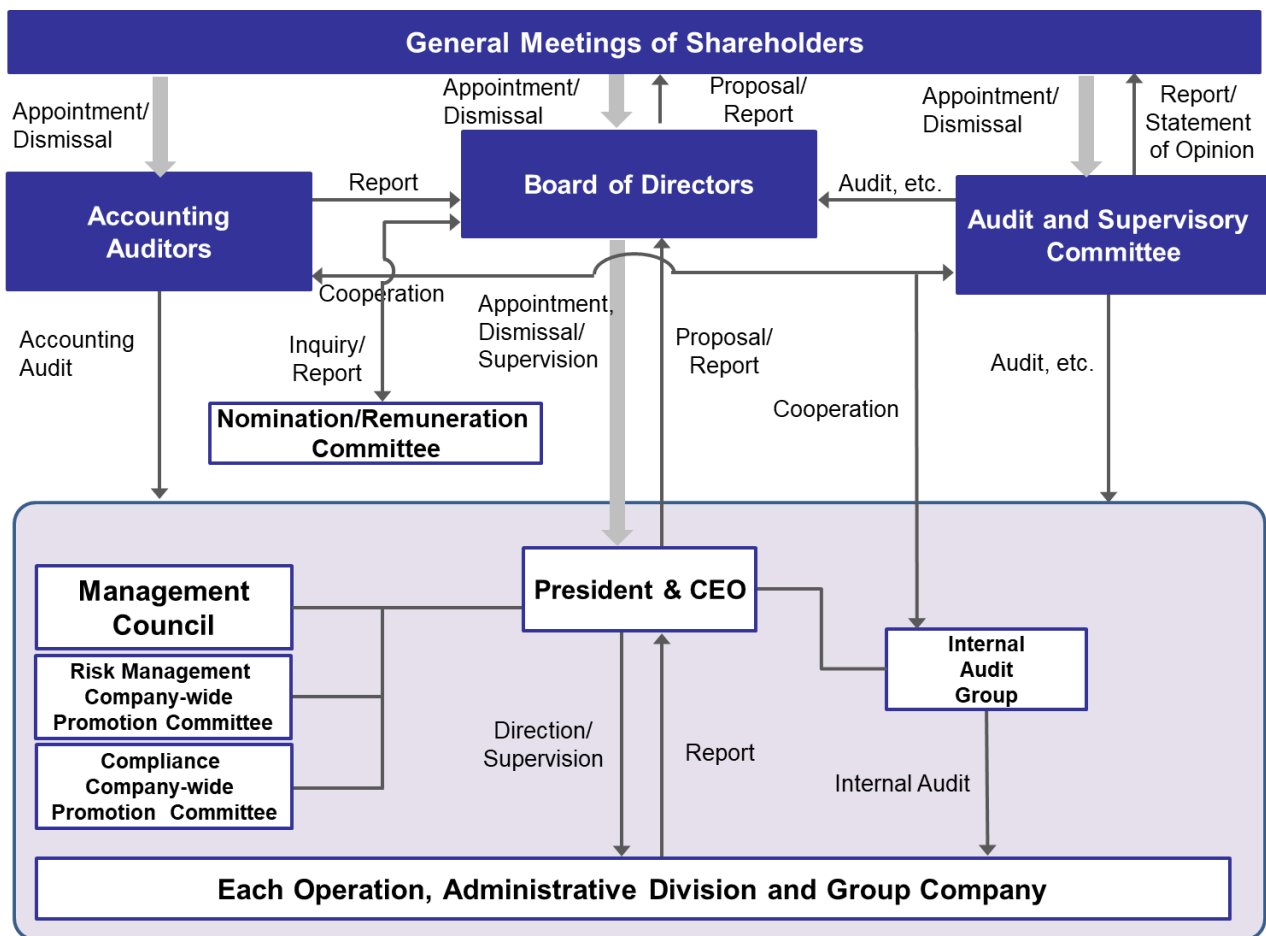 General Meetings of Shareholders
Appointment/
Dismissal
Appointment/
Dismissal
Proposal/
Report
Appointment/
Dismissal
Report/
Statement
of Opinion
Accounting
Auditors
Report
Board of Directors
Audit, etc.
Audit and Supervisory
Committee
Cooperation
Accounting
Audit
Inquiry/
Report
Appointment,
Dismissal/
Supervision
Proposal/
Report
Cooperation
Audit, etc.
Nomination/Remuneration
Committee
Management
Council
President & CEO
Internal
Audit
Group
Risk Management
Company-wide
Promotion Committee
Compliance
Company-wide
Promotion Committee
Direction/
Supervision
Report
Internal Audit
Each Operation, Administrative Division and Group Company